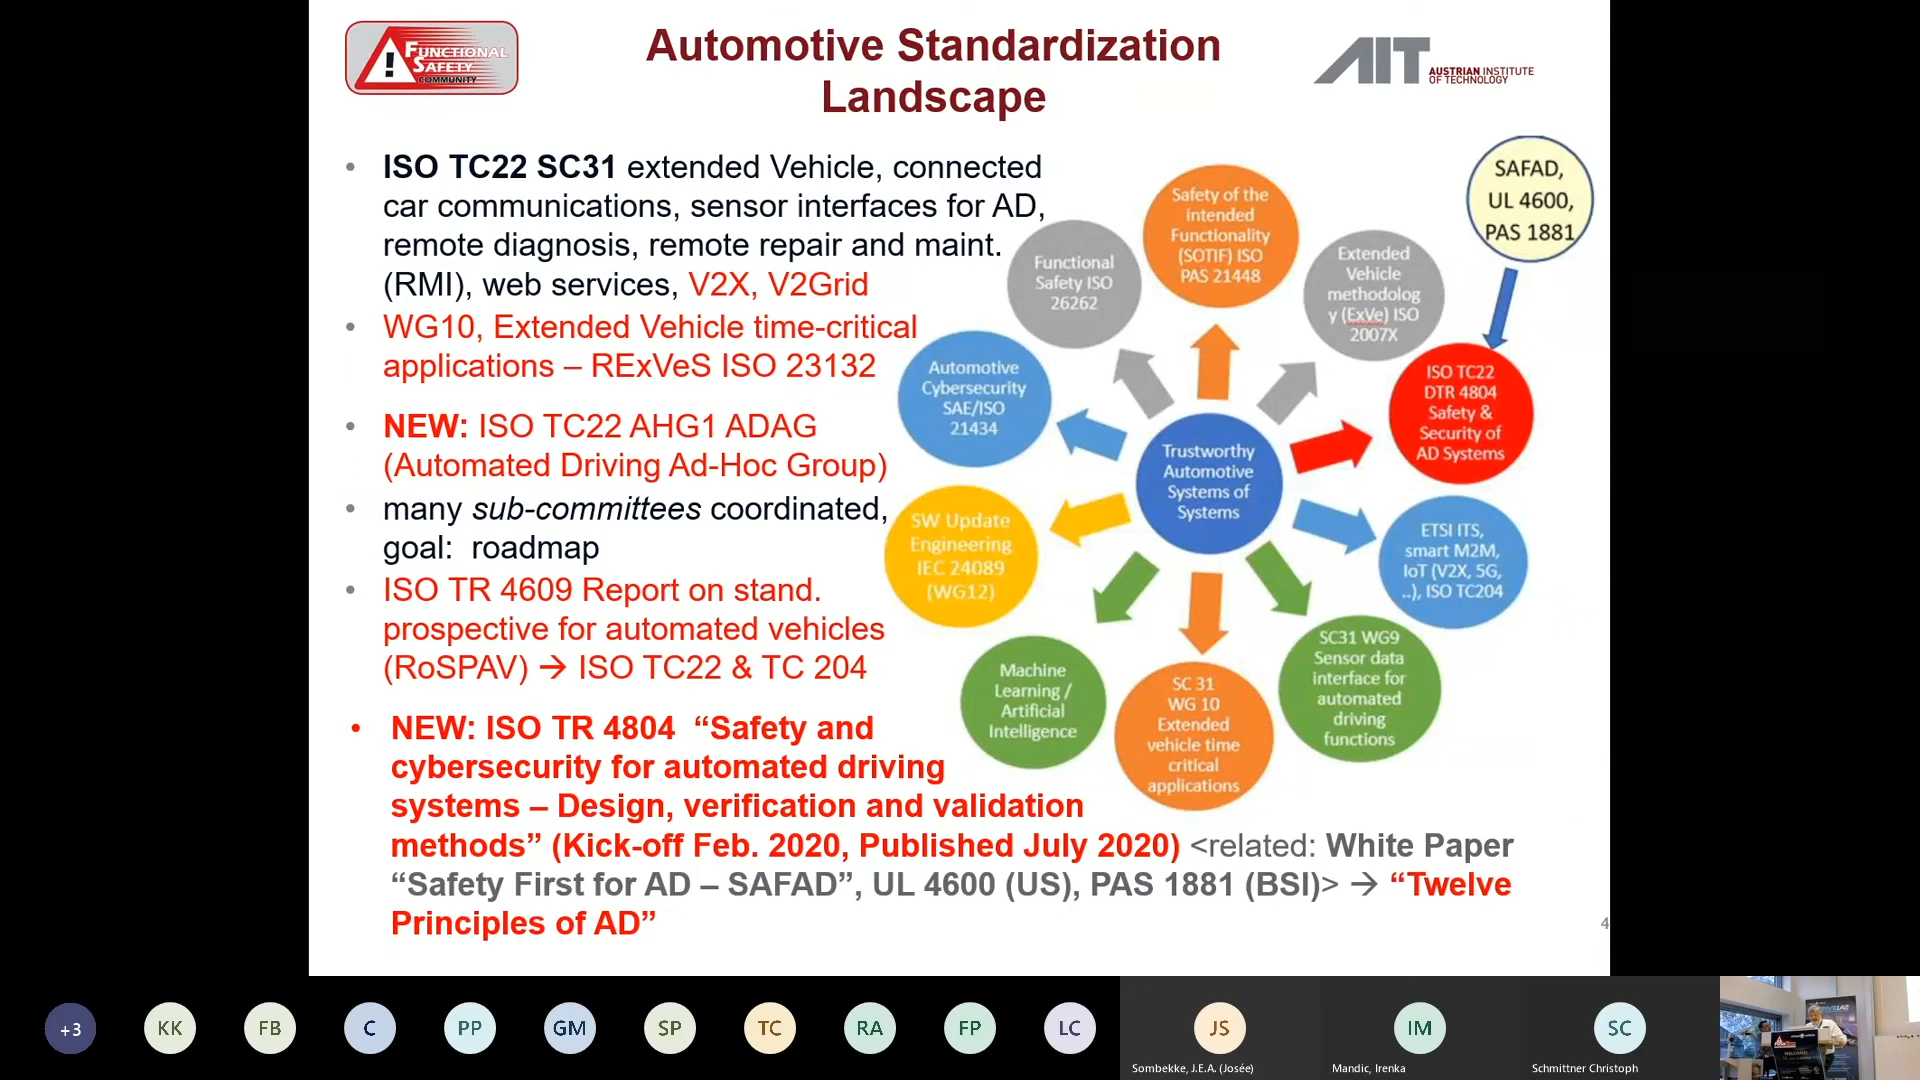 FUNCTIONAL
SAFETY
COMMUNITY
Automotive Standardization
Landscape
AIT AUSTRIAN INSTITUTE
OF TECHNOLOGY
• ISO TC22 SC31 extended Vehicle, connected
car communications, sensor interfaces for AD,
remote diagnosis, remote repair and maint.
(RMI), web services, V2X, V2Grid
• WG10, Extended Vehicle time-critical
applications – RExVeS ISO 23132
• NEW: ISO TC22 AHG1 ADAG
(Automated Driving Ad-Hoc Group)
• many sub-committees coordinated,
goal: roadmap
• ISO TR 4609 Report on stand.
prospective for automated vehicles
(RoSPAV) → ISO TC22 & TC 204
• NEW: ISO TR 4804 “Safety and
cybersecurity for automated driving
systems – Design, verification and validation
methods” (Kick-off Feb. 2020, Published July 2020) <related: White Paper
“Safety First for AD – SAFAD”, UL 4600 (US), PAS 1881 (BSI)> → “Twelve
Principles of AD”
SAFAD,
UL 4600,
PAS 1881
Safety of the
intended
Functionality
(SOTIF) ISO
PAS 21448
Functional
Safety ISO
26262
Extended
Vehicle
methodolog
y (ExVe) ISO
2007X
Automotive
Cybersecurity
SAE/ISO
21434
ISO TC22
DTR 4804
Safety &
Security of
AD Systems
Trustworthy
Automotive
Systems of
Systems
SW Update
Engineering
IEC 24089
(WG12)
ETSI ITS,
smart M2M,
IoT (V2X, 5G,
..), ISO TC204
Machine
Learning /
Artificial
Intelligence
SC 31
WG 10
Extended
vehicle time
critical
applications
SC31 WG9
Sensor data
interface for
automated
driving
functions
4
+3
KK
FB
C
PP
GM
SP
TC
RA
FP
LC
JS
IM
SC
Sombekke, J.E.A. (Josée)
Mandic, Irenka
Schmittner Christoph